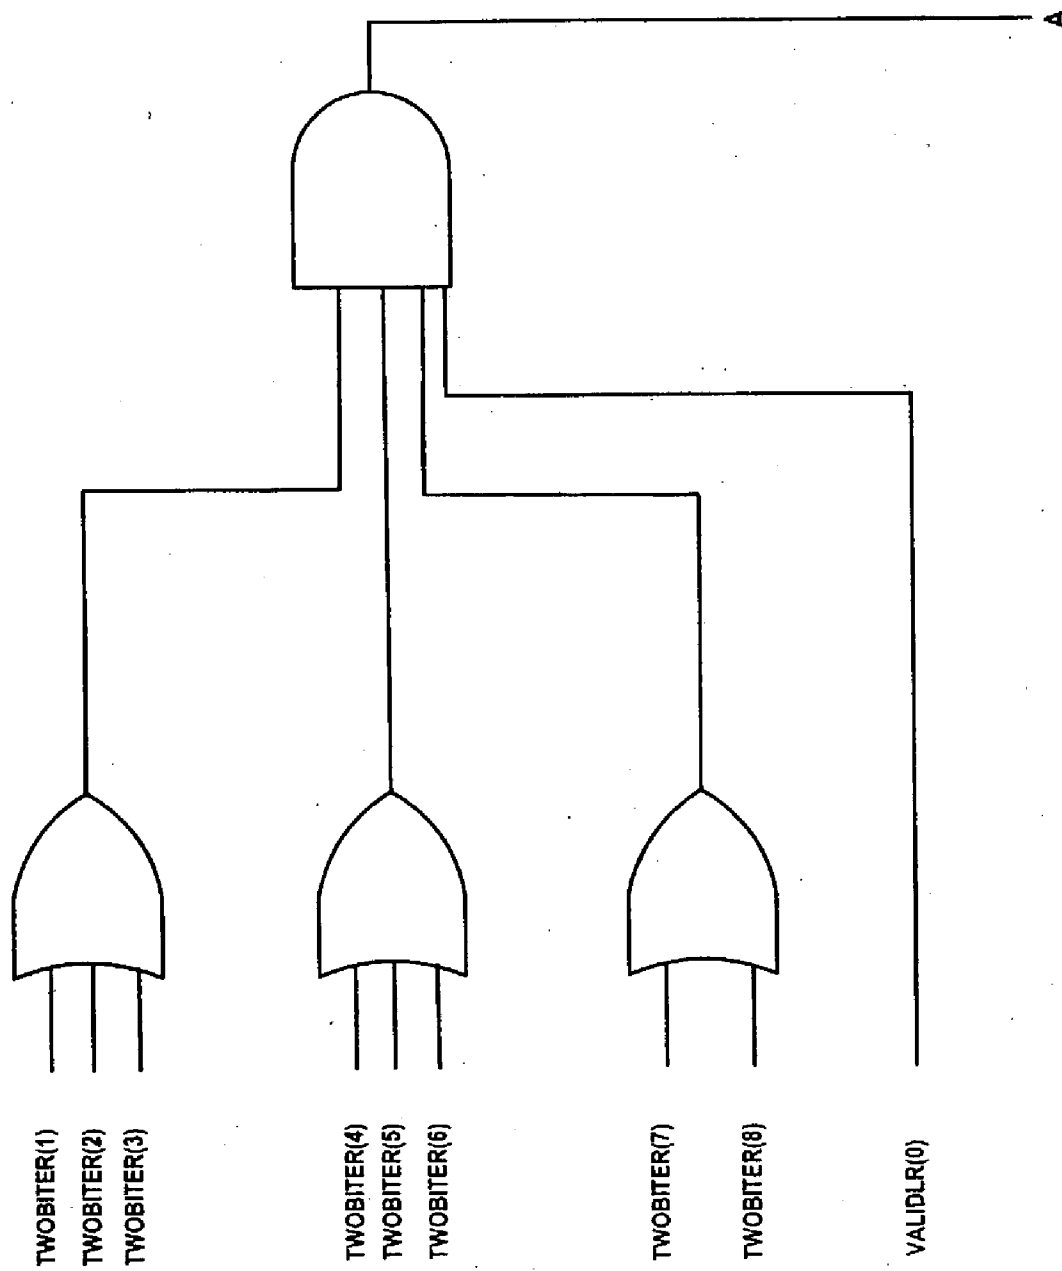 TWOBITER(1)
TWOBITER(2)
TWOBITER(3)
TWOBITER(4)
TWOBITER(5)
TWOBITER(6)
TWOBITER(7)
TWOBITER(8)
VALIDLR(0)
A